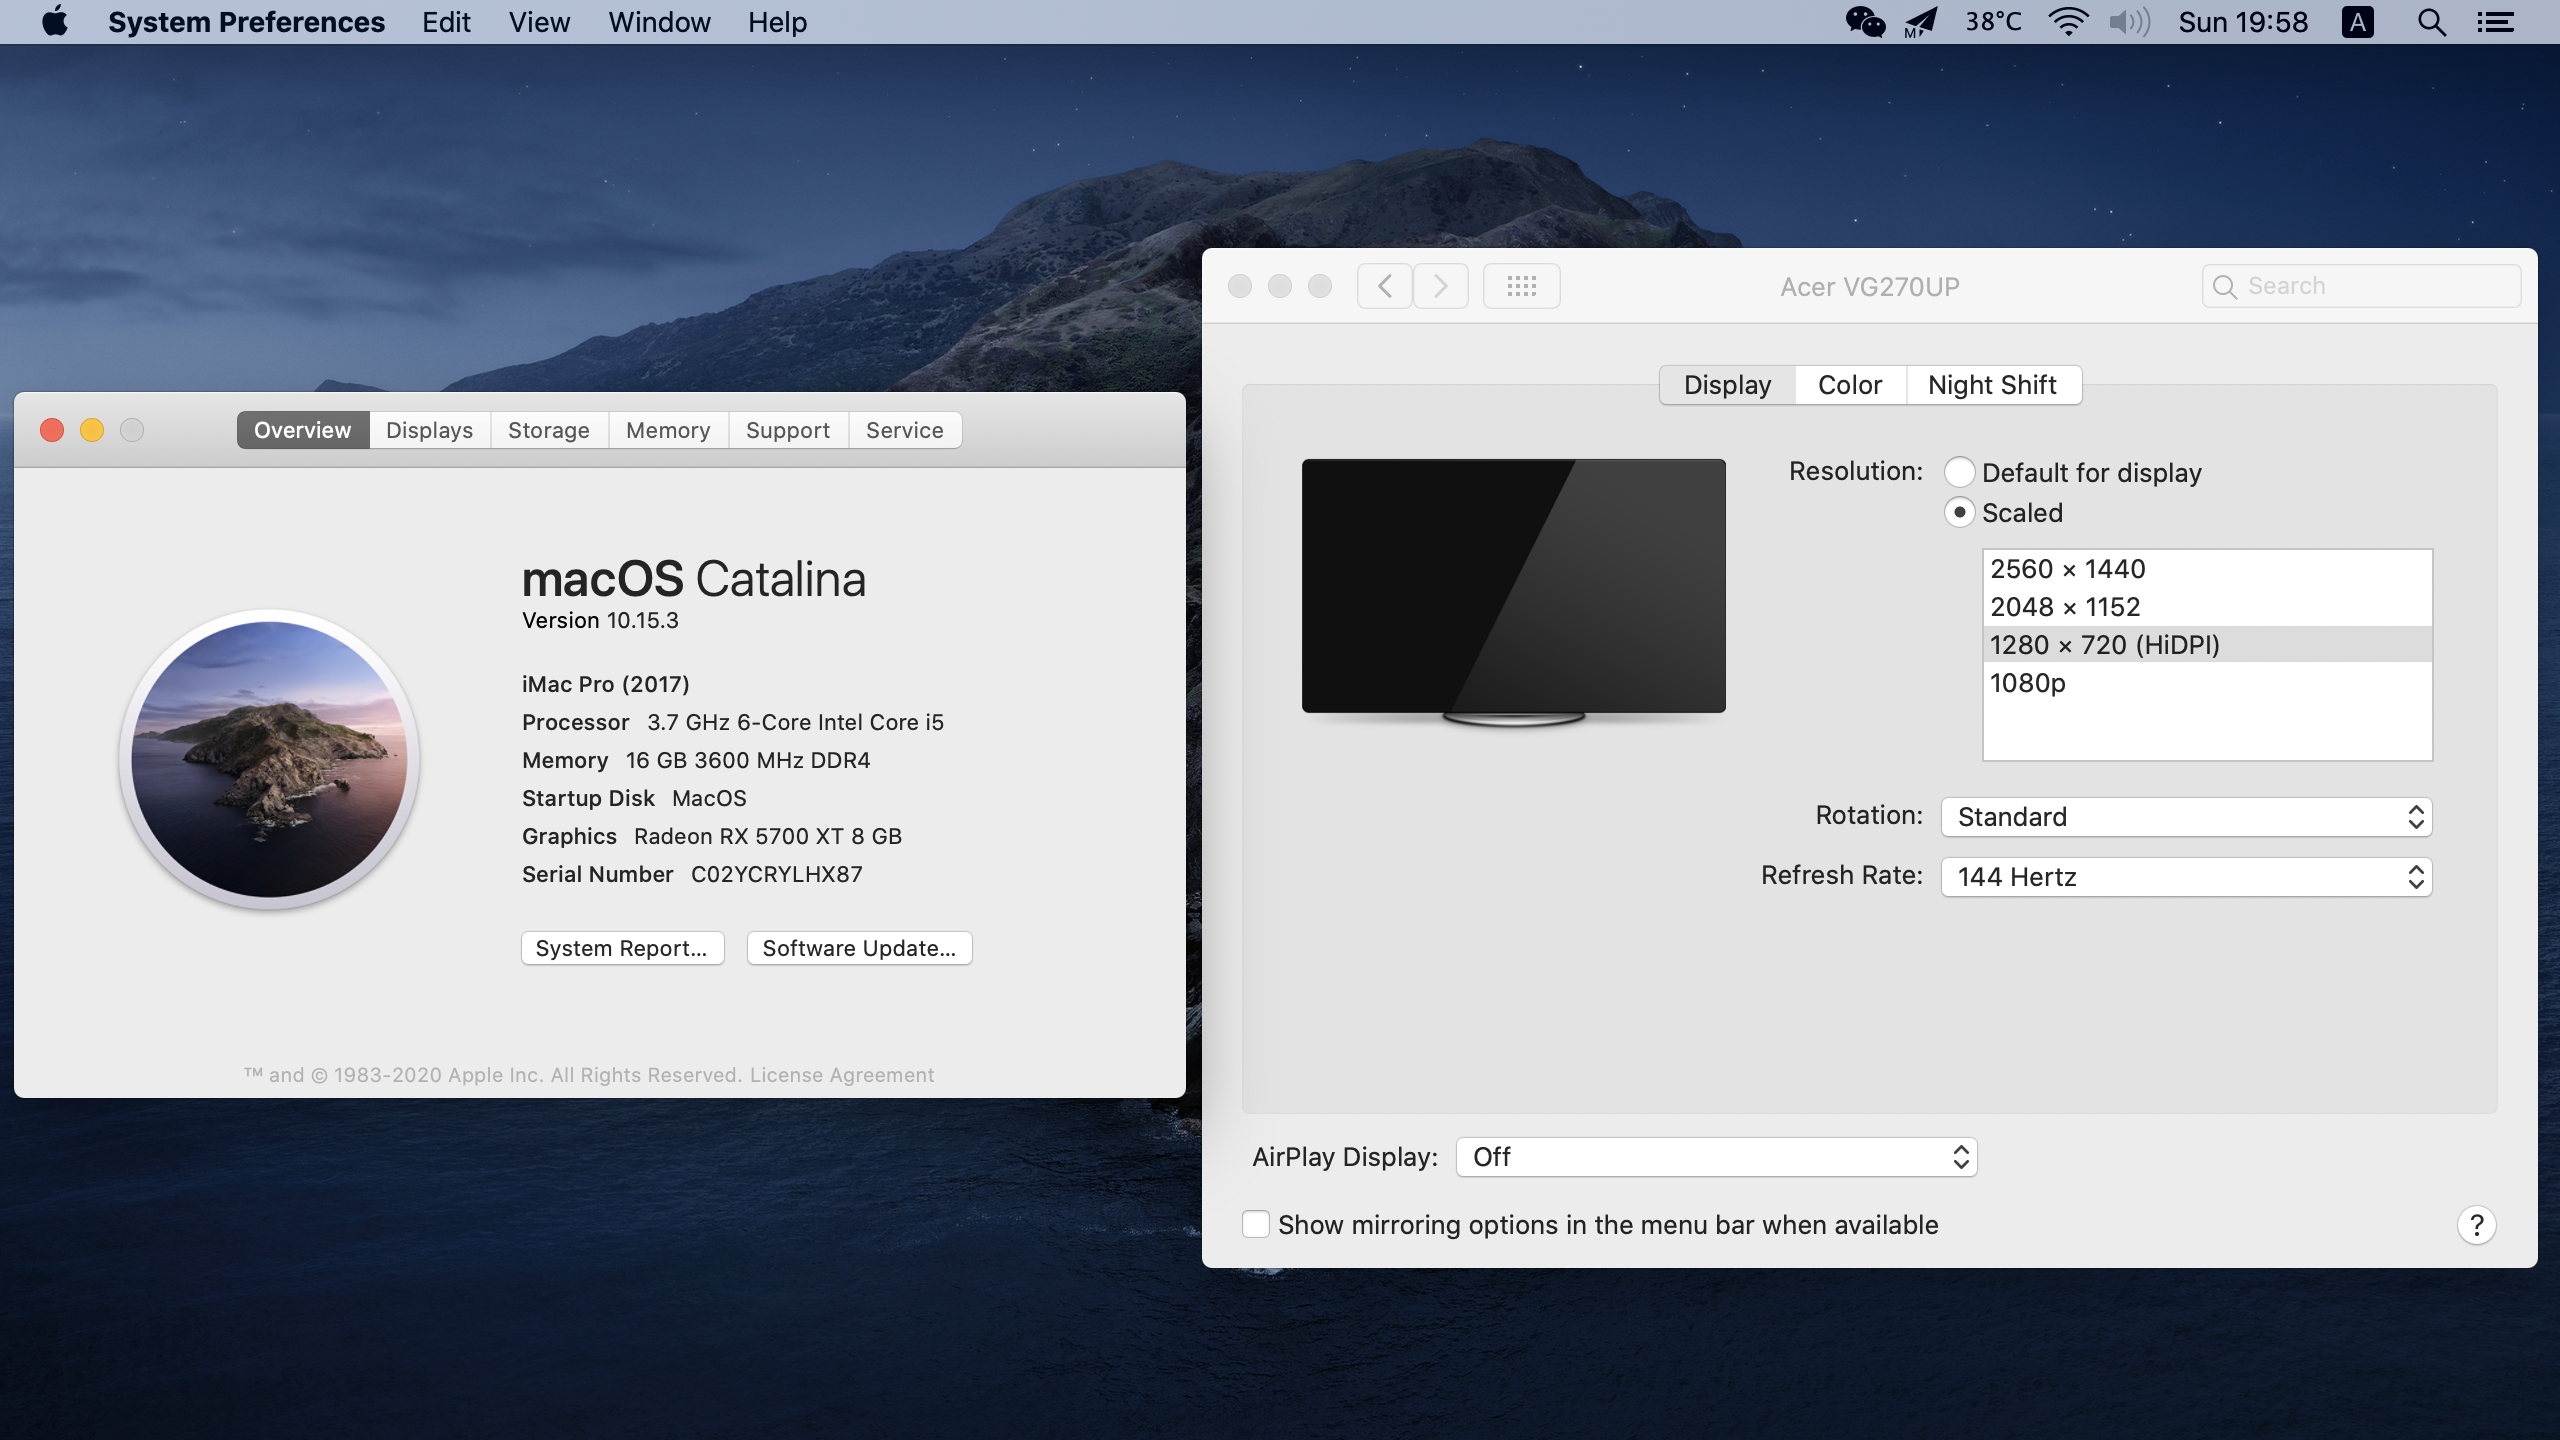 System Preferences Edit View Window Help 38°C Sun 19:58 A
Overview Displays Storage Memory Support Service
macOS Catalina
Version 10.15.3
iMac Pro (2017)
Processor 3.7 GHz 6-Core Intel Core i5
Memory 16 GB 3600 MHz DDR4
Startup Disk MacOS
Graphics Radeon RX 5700 XT 8 GB
Serial Number C02YCRYLHX87
System Report... Software Update...
™ and © 1983-2020 Apple Inc. All Rights Reserved. License Agreement
Acer VG270UP Search
Display Color Night Shift
Resolution: Default for display
Scaled
2560 × 1440
2048 × 1152
1280 × 720 (HiDPI)
1080p
Rotation: Standard
Refresh Rate: 144 Hertz
AirPlay Display: Off
Show mirroring options in the menu bar when available ?